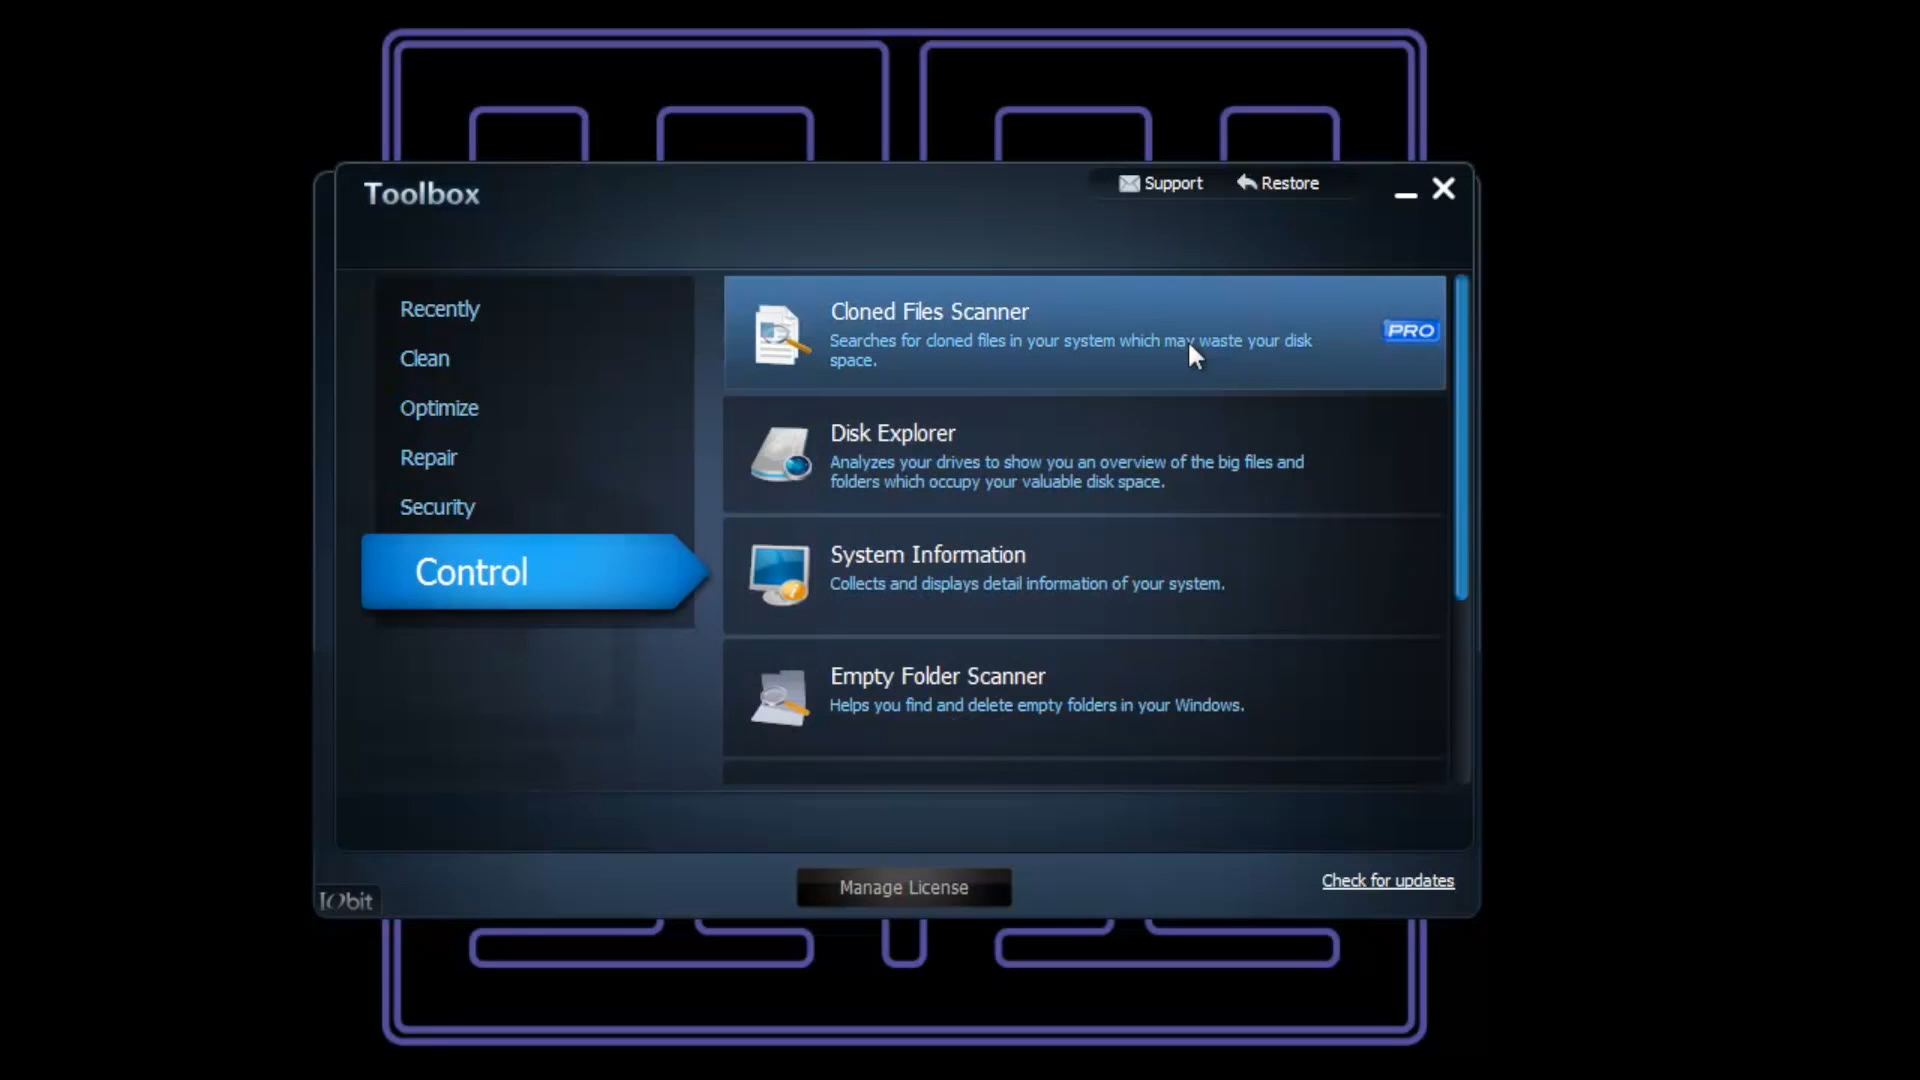 Toolbox
Support
Restore
Recently
Clean
Optimize
Repair
Security
Control
Cloned Files Scanner
Searches for cloned files in your system which may waste your disk
space.
PRO
Disk Explorer
Analyzes your drives to show you an overview of the big files and
folders which occupy your valuable disk space.
System Information
Collects and displays detail information of your system.
Empty Folder Scanner
Helps you find and delete empty folders in your Windows.
Manage License
Check for updates
IObit